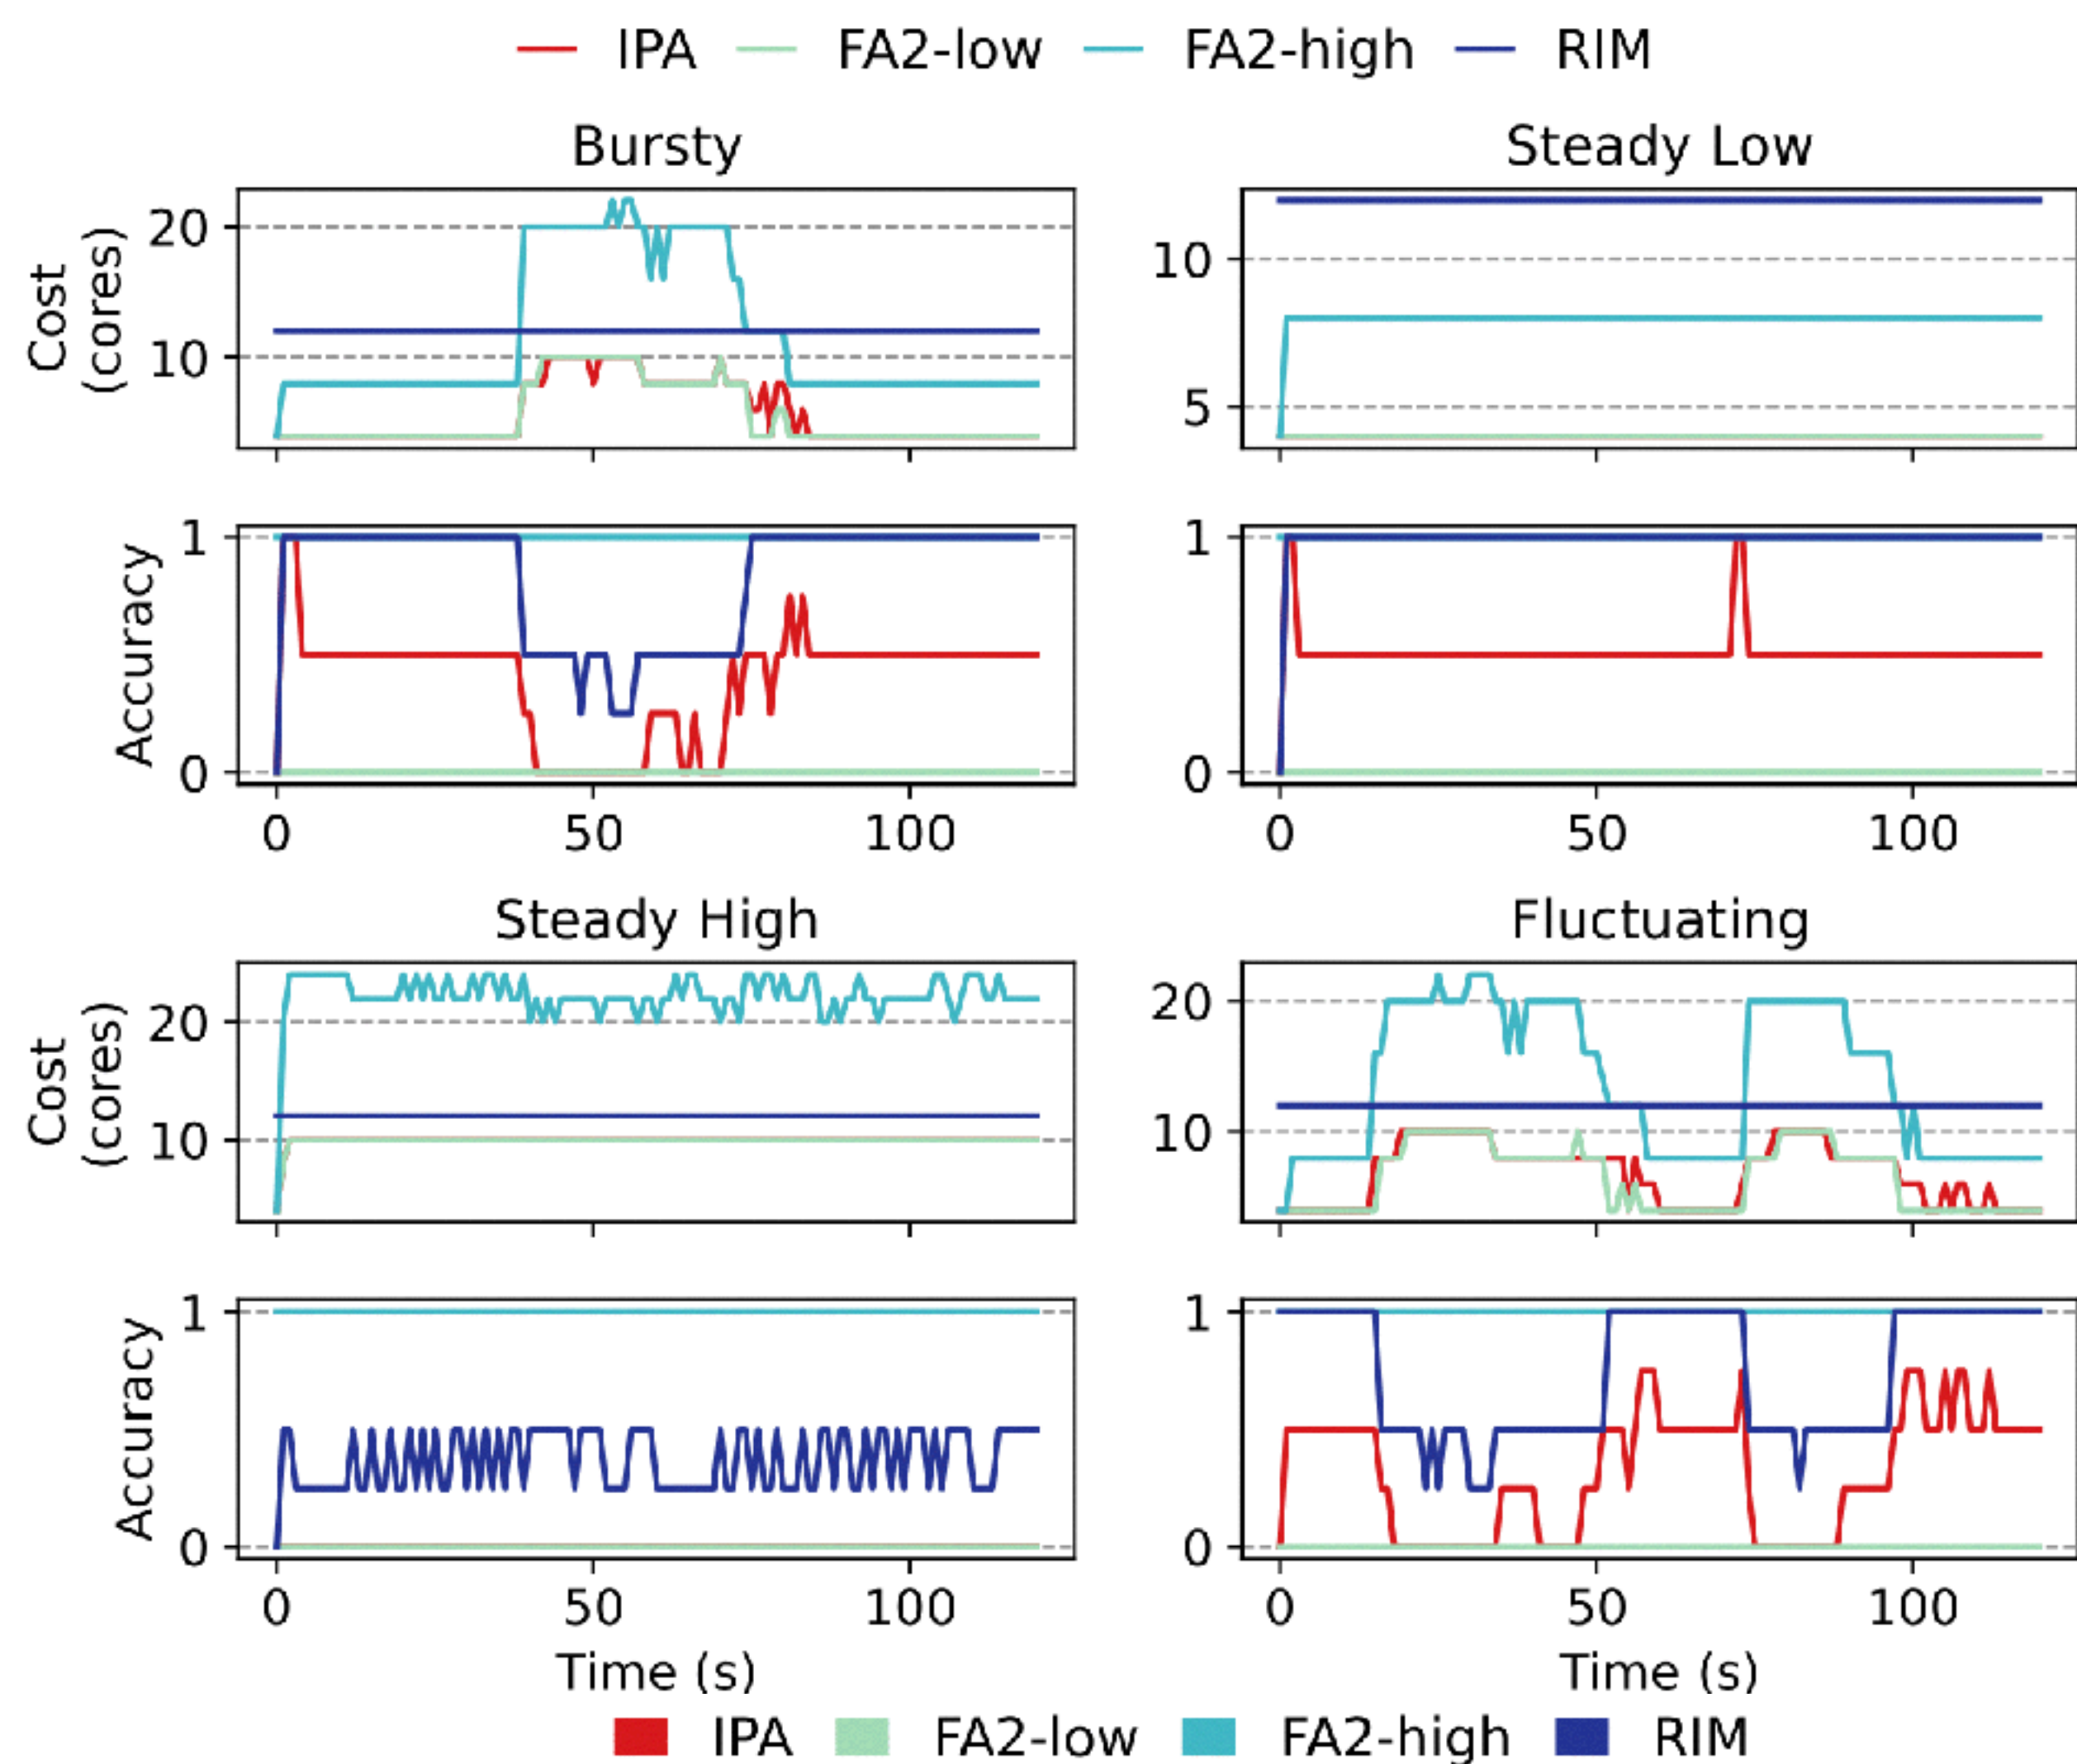 IPA FA2-low FA2-high RIM
Bursty
Cost
(cores)
20
10
Accuracy
1
0
0 50 100
Steady Low
10
5
1
0
0 50 100
Steady High
Cost
(cores)
20
10
Accuracy
1
0
0 50 100
Time (s)
Fluctuating
20
10
1
0
0 50 100
Time (s)
IPA FA2-low FA2-high RIM